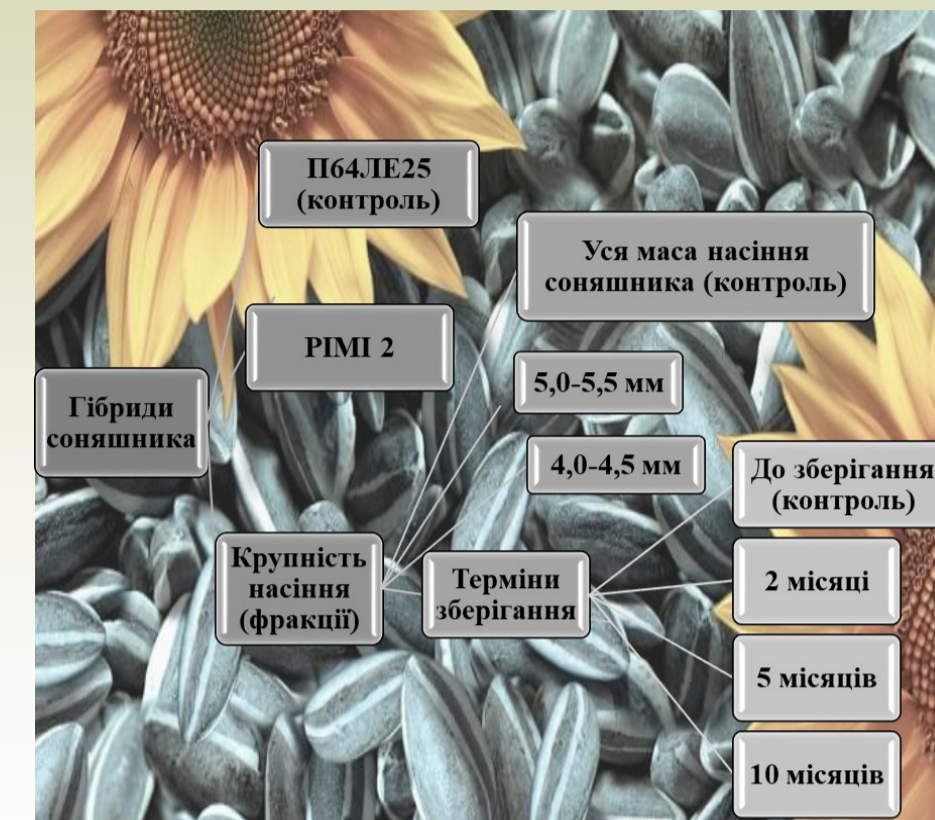 П64ЛЕ25
(контроль)
Уся маса насіння
соняшника (контроль)
РІМІ 2
5,0-5,5 мм
Гібриди
соняшника
4,0-4,5 мм
До зберігання
(контроль)
Крупність
насіння
(фракції)
Терміни
зберігання
2 місяці
5 місяців
10 місяців